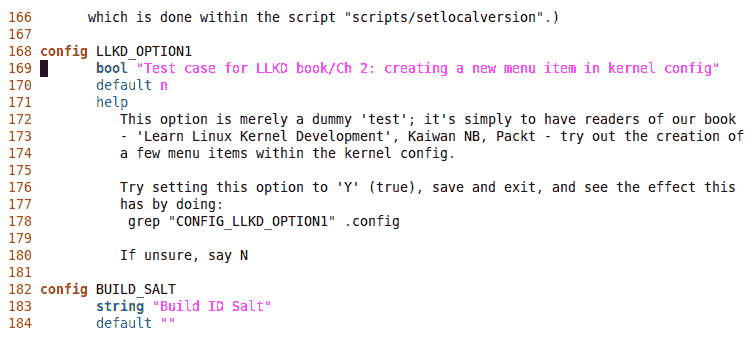 166       which is done within the script "scripts/setlocalversion".)
167
168 config LLKD_OPTION1
169       bool "Test case for LLKD book/Ch 2: creating a new menu item in kernel config"
170       default n
171       help
172          This option is merely a dummy 'test'; it's simply to have readers of our book
173          - 'Learn Linux Kernel Development', Kaiwan NB, Packt - try out the creation of
174          a few menu items within the kernel config.
175
176          Try setting this option to 'Y' (true), save and exit, and see the effect this
177          has by doing:
178           grep "CONFIG_LLKD_OPTION1" .config
179
180          If unsure, say N
181
182 config BUILD_SALT
183       string "Build ID Salt"
184       default ""